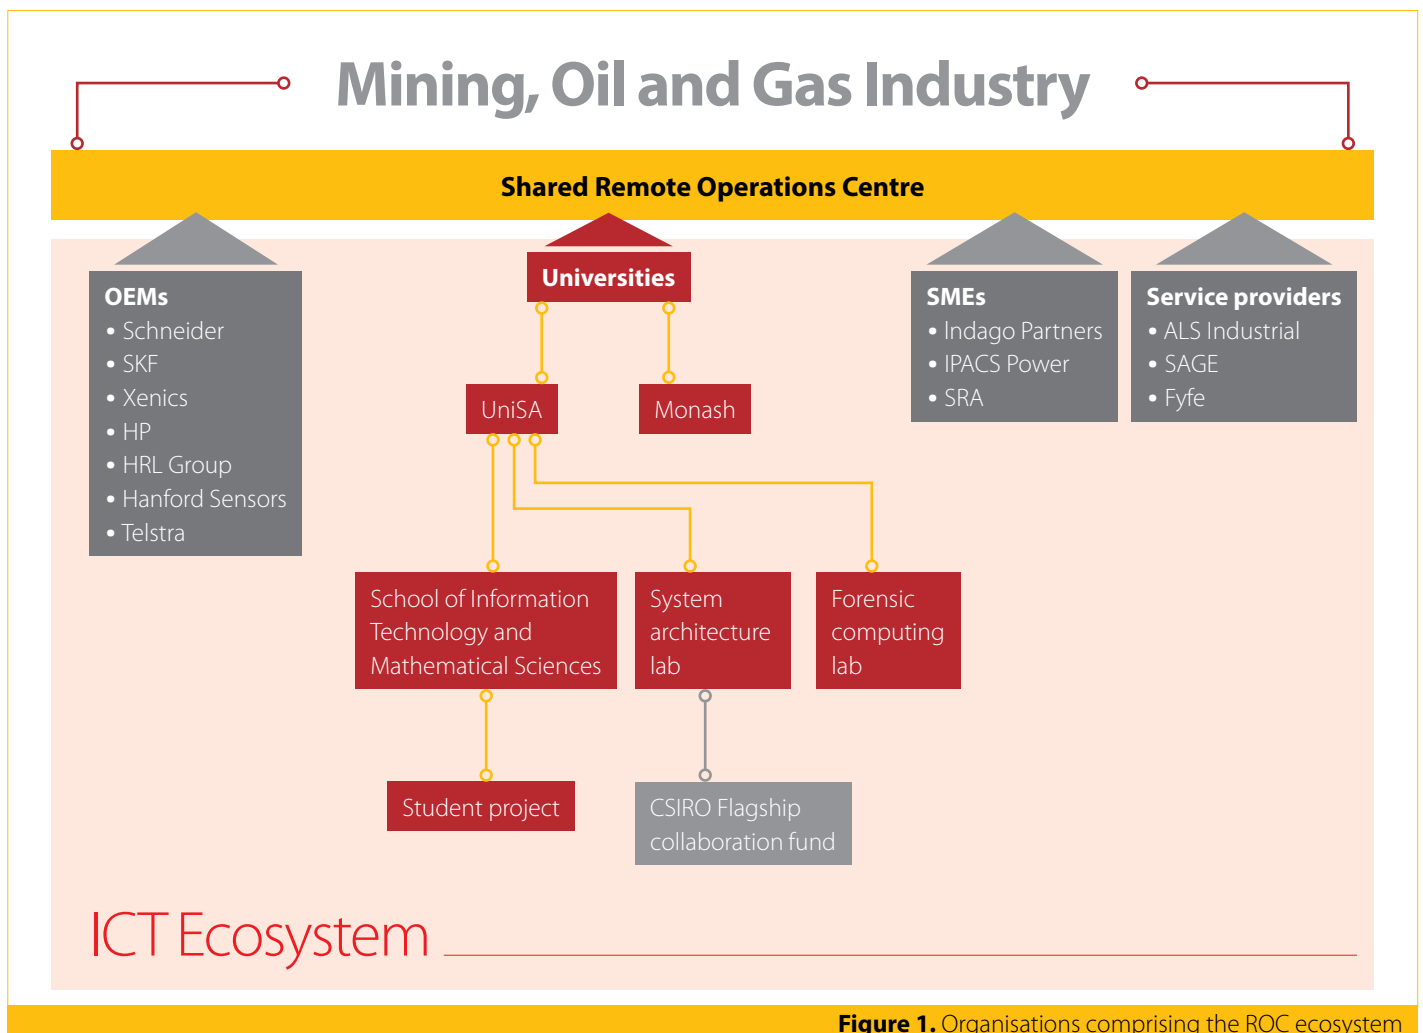 Mining, Oil and Gas Industry
Shared Remote Operations Centre
OEMs
• Schneider
• SKF
• Xenics
• HP
• HRL Group
• Hanford Sensors
• Telstra
Universities
UniSA
Monash
School of Information
Technology and
Mathematical Sciences
System
architecture
lab
Forensic
computing
lab
Student project
CSIRO Flagship
collaboration fund
SMEs
• Indago Partners
• IPACS Power
• SRA
Service providers
• ALS Industrial
• SAGE
• Fyfe
ICT Ecosystem
Figure 1. Organisations comprising the ROC ecosystem